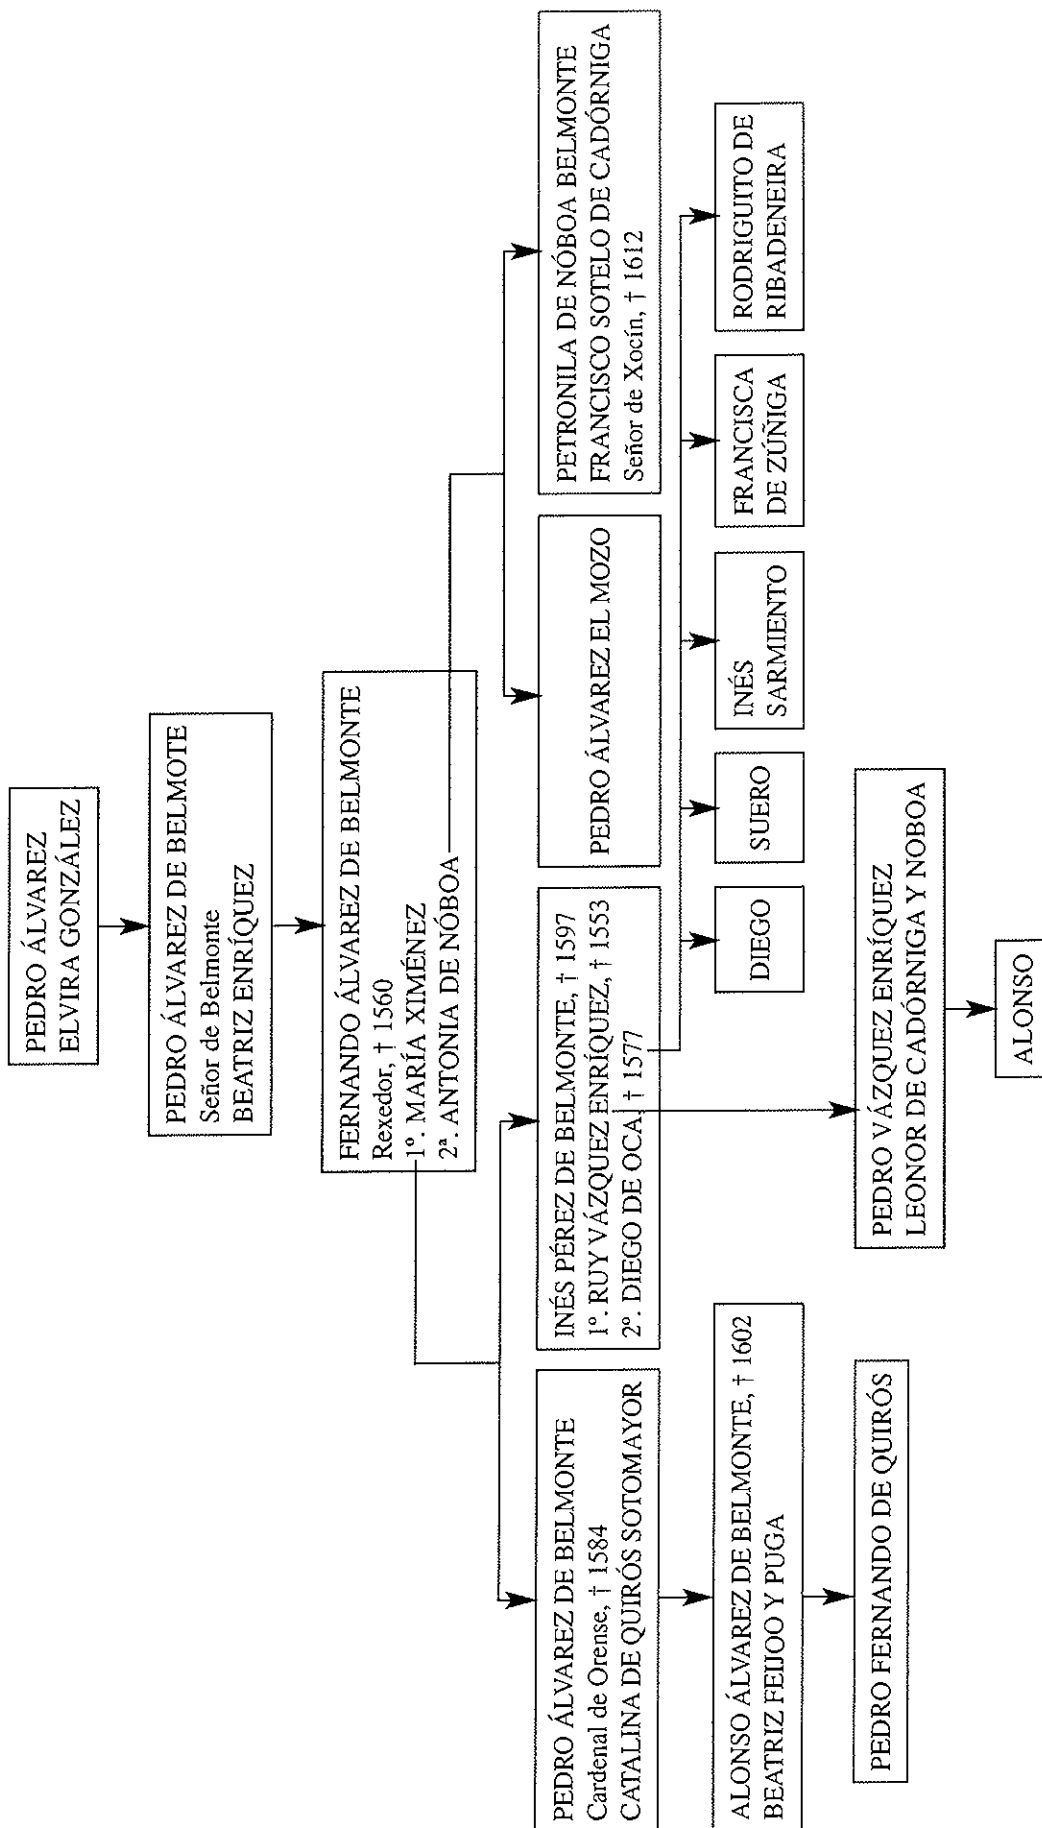 PEDRO ÁLVAREZ
ELVIRA GONZÁLEZ
PEDRO ÁLVAREZ DE BELMOTE
Señor de Belmonte
BEATRIZ ENRÍQUEZ
FERNANDO ÁLVAREZ DE BELMONTE
Rexedor, † 1560
1º. MARÍA XIMÉNEZ
2ª. ANTONIA DE NÓBOA
PEDRO ÁLVAREZ DE BELMONTE
Cardenal de Orense, † 1584
CATALINA DE QUIRÓS SOTOMAYOR
INÉS PÉREZ DE BELMONTE, † 1597
1º. RUY VÁZQUEZ ENRÍQUEZ, † 1553
2º. DIEGO DE OCA, † 1577
PEDRO ÁLVAREZ EL MOZO
PETRONILA DE NÓBOA BELMONTE
FRANCISCO SOTELO DE CADÓRNIGA
Señor de Xocín, † 1612
ALONSO ÁLVAREZ DE BELMONTE, † 1602
BEATRIZ FEIJOO Y PUGA
DIEGO
SUERO
INÉS
SARMIENTO
FRANCISCA
DE ZÚÑIGA
RODRIGUITO DE
RIBADENEIRA
PEDRO FERNANDO DE QUIRÓS
PEDRO VÁZQUEZ ENRÍQUEZ
LEONOR DE CADÓRNIGA Y NOBOA
ALONSO